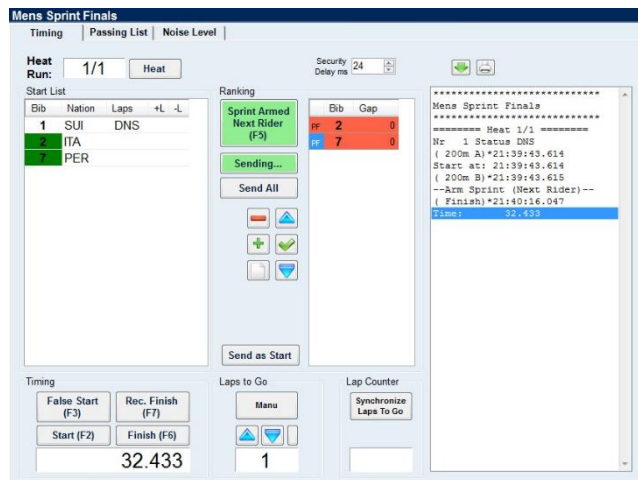 Mens Sprint Finals
Timing Passing List Noise Level
Heat Run: 1/1 Heat
Security Delay ms 24
Start List
Bib Nation Laps +L -L
1 SUI DNS
2 ITA
7 PER
Ranking
Sprint Armed
Next Rider
(F5)
Sending...
Send All
Send as Start
Bib Gap
PF 2 0
PF 7 0
****************************
Mens Sprint Finals
****************************
======= Heat 1/1 =======
Nr 1 Status DNS
( 200m A)*21:39:43.614
Start at: 21:39:43.614
( 200m B)*21:39:43.615
--Arm Sprint (Next Rider)--
( Finish)*21:40:16.047
Time: 32.433
Timing
False Start
(F3)
Rec. Finish
(F7)
Start (F2)
Finish (F6)
32.433
Laps to Go
Manu
1
Lap Counter
Synchronize
Laps To Go